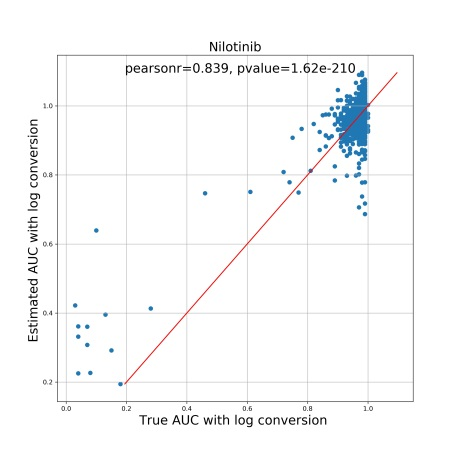 Nilotinib
pearsonr=0.839, pvalue=1.62e-210
Estimated AUC with log conversion
1.0
0.8
0.6
0.4
0.2
0.0 0.2 0.4 0.6 0.8 1.0
True AUC with log conversion